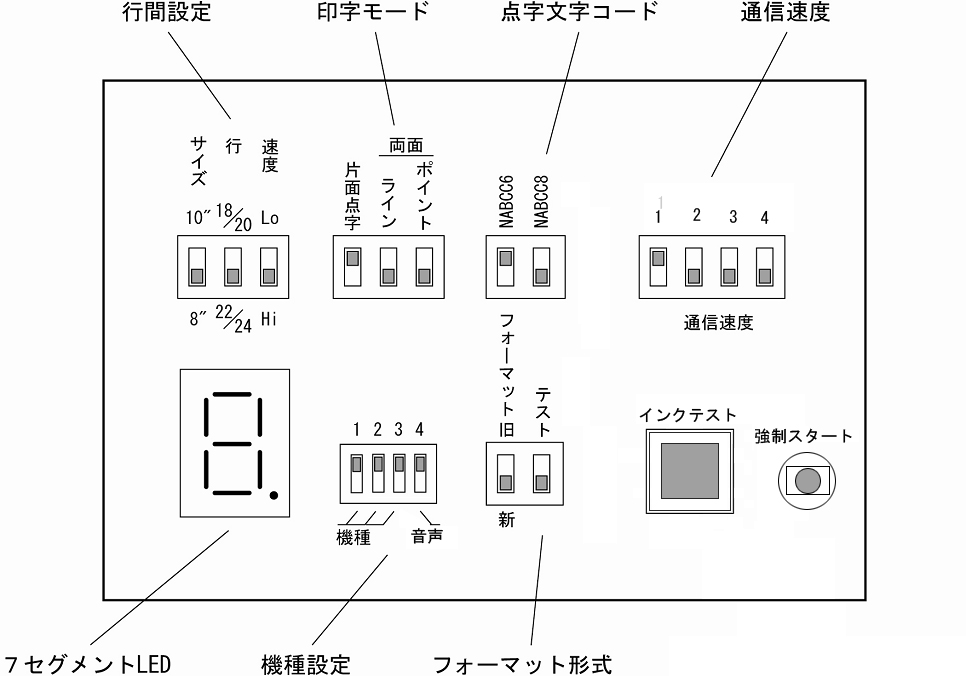 行間設定
印字モード
点字文字コード
通信速度
サイズ
行
速度
片面点字
両面
ライン
ポイント
NABCC6
NABCC8
1
10″
18/20
Lo
1
2
3
4
8″
22/24
Hi
通信速度
フォーマット旧
テスト
1
2
3
4
インクテスト
強制スタート
機種
音声
新
7セグメントLED
機種設定
フォーマット形式